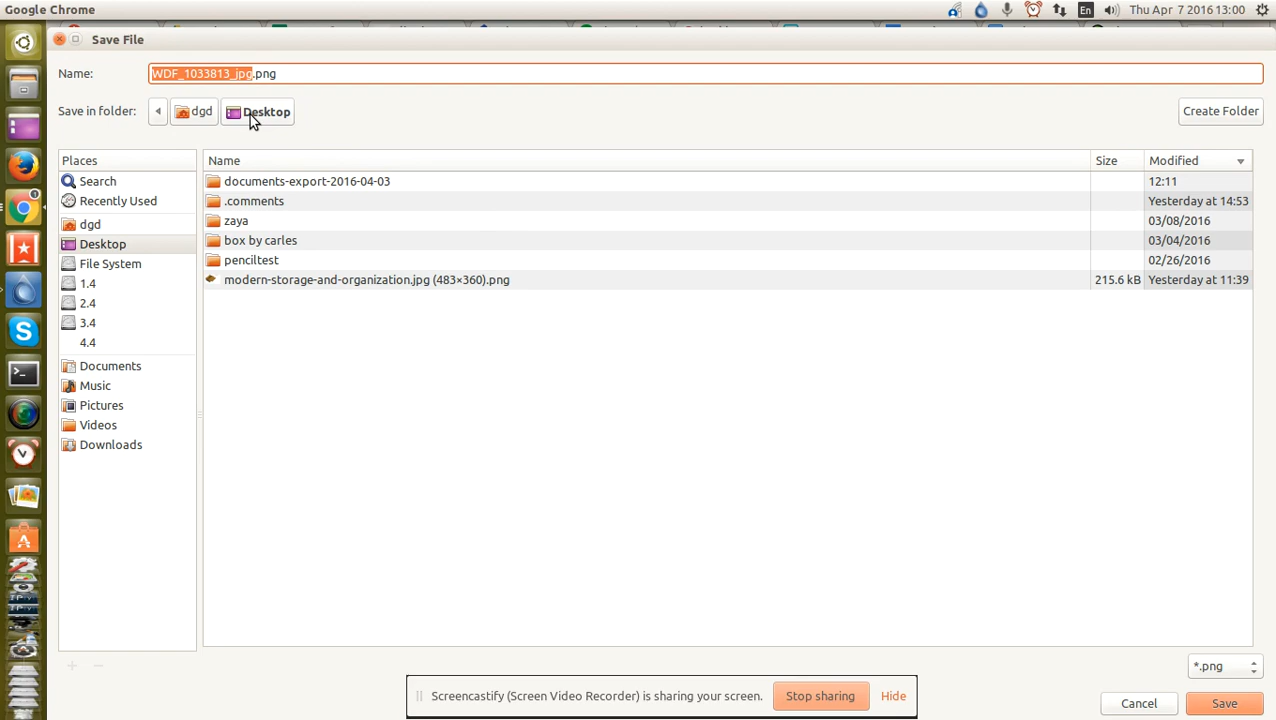 Google Chrome
En
Thu Apr 7 2016 13:00
Save File
Name:
WDF_1033813_jpg.png
Save in folder:
dgd
Desktop
Create Folder
Places
Name
Size
Modified
Search
documents-export-2016-04-03
12:11
Recently Used
.comments
Yesterday at 14:53
dgd
zaya
03/08/2016
Desktop
box by carles
03/04/2016
File System
penciltest
02/26/2016
1.4
modern-storage-and-organization.jpg (483×360).png
215.6 kB
Yesterday at 11:39
2.4
3.4
4.4
Documents
Music
Pictures
Videos
Downloads
*.png
Screencastify (Screen Video Recorder) is sharing your screen.
Stop sharing
Hide
Cancel
Save